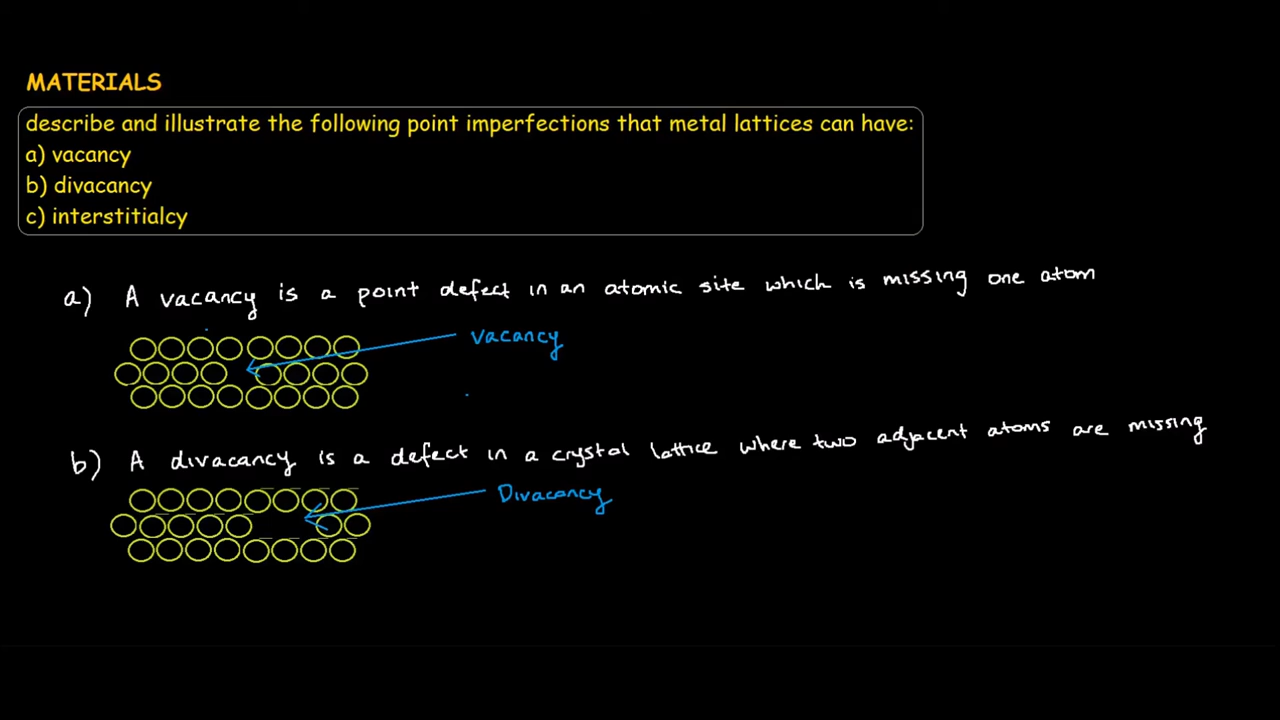 MATERIALS
describe and illustrate the following point imperfections that metal lattices can have:
a) vacancy
b) divacancy
c) interstitialcy
a) A vacancy is a point defect in an atomic site which is missing one atom
vacancy
b) A divacancy is a defect in a crystal lattice where two adjacent atoms are missing
Divacancy